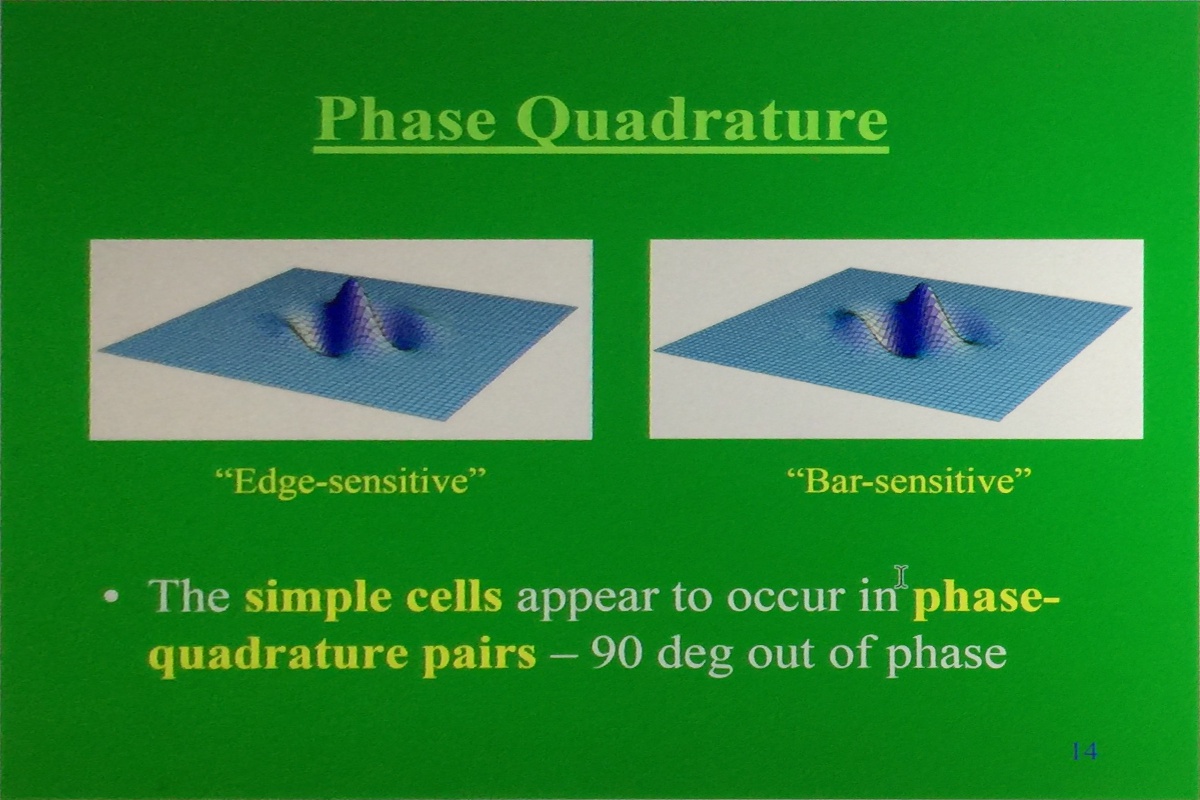 Phase Quadrature
“Edge-sensitive”
“Bar-sensitive”
• The simple cells appear to occur in phase-
quadrature pairs – 90 deg out of phase
14